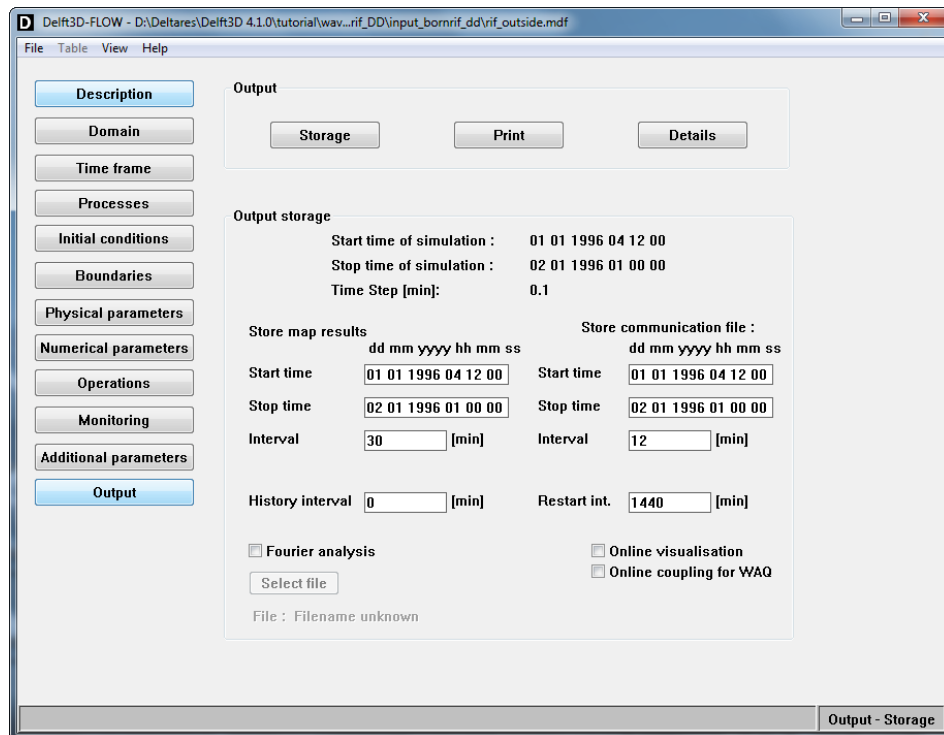 D Delft3D-FLOW - D:\Deltares\Delft3D 4.1.0\tutorial\wav...rif_DD\input_bornrif_dd\rif_outside.mdf
File Table View Help
Description
Domain
Time frame
Processes
Initial conditions
Boundaries
Physical parameters
Numerical parameters
Operations
Monitoring
Additional parameters
Output
Output
Storage Print Details
Output storage
Start time of simulation : 01 01 1996 04 12 00
Stop time of simulation : 02 01 1996 01 00 00
Time Step [min]: 0.1
Store map results Store communication file :
dd mm yyyy hh mm ss dd mm yyyy hh mm ss
Start time 01 01 1996 04 12 00 Start time 01 01 1996 04 12 00
Stop time 02 01 1996 01 00 00 Stop time 02 01 1996 01 00 00
Interval 30 [min] Interval 12 [min]
History interval 0 [min] Restart int. 1440 [min]
Fourier analysis Online visualisation
Online coupling for WAQ
Select file
File : Filename unknown
Output - Storage